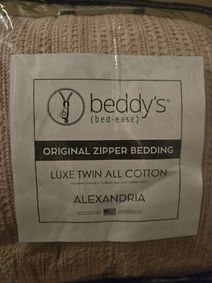 beddy's®
(bed•ease)
ORIGINAL ZIPPER BEDDING
LUXE TWIN ALL COTTON
ALEXANDRIA